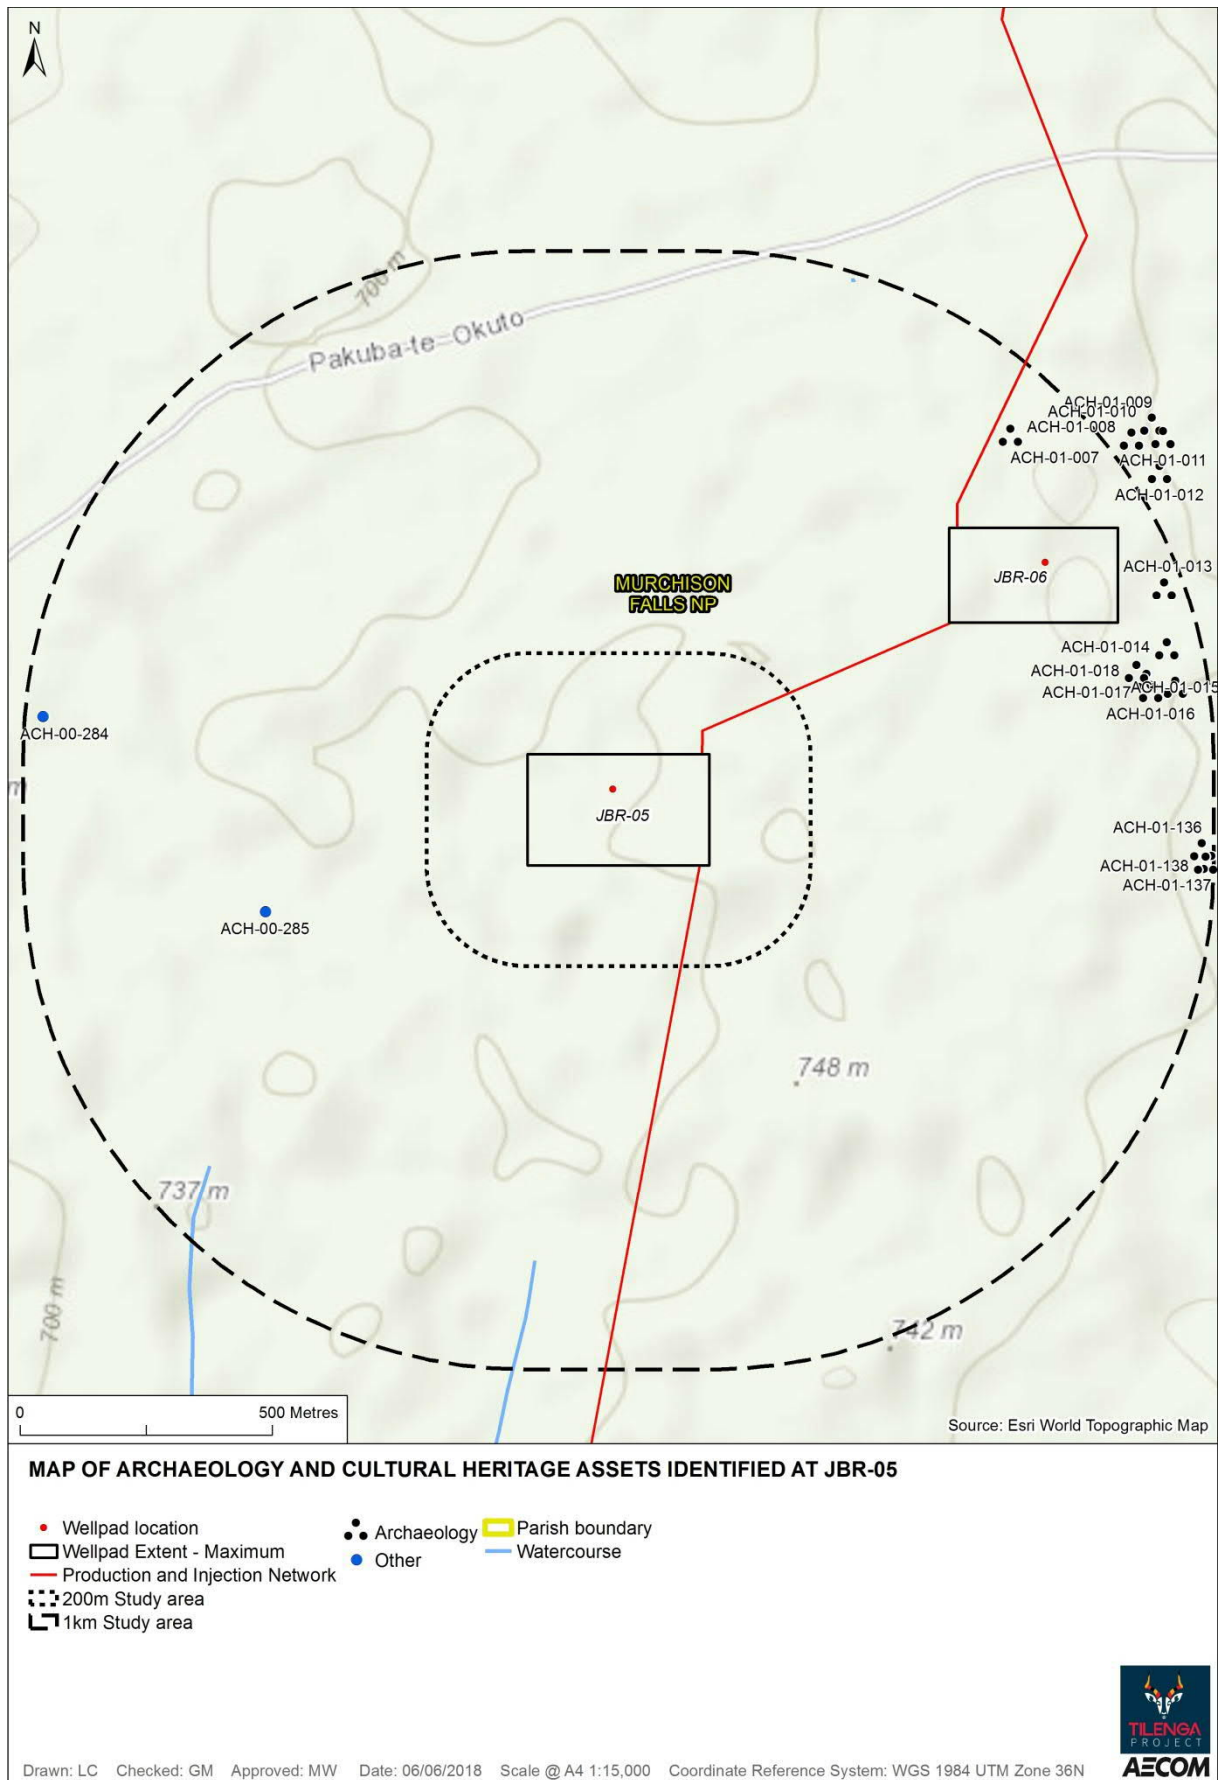 N
700 m
Pakuba-te-Okuto
ACH-01-009
ACH-01-010
ACH-01-008
ACH-01-007
ACH-01-011
ACH-01-012
ACH-01-013
JBR-06
MURCHISON
FALLS NP
ACH-01-014
ACH-01-018
ACH-01-015
ACH-01-017
ACH-01-016
ACH-00-284
m
JBR-05
ACH-01-136
ACH-01-138
ACH-01-137
ACH-00-285
748 m
737 m
700 m
742 m
0 500 Metres
Source: Esri World Topographic Map
MAP OF ARCHAEOLOGY AND CULTURAL HERITAGE ASSETS IDENTIFIED AT JBR-05
Wellpad location
Wellpad Extent - Maximum
Production and Injection Network
200m Study area
1km Study area
Archaeology
Other
Parish boundary
Watercourse
TILENGA
PROJECT
AECOM
Drawn: LC Checked: GM Approved: MW Date: 06/06/2018 Scale @ A4 1:15,000 Coordinate Reference System: WGS 1984 UTM Zone 36N